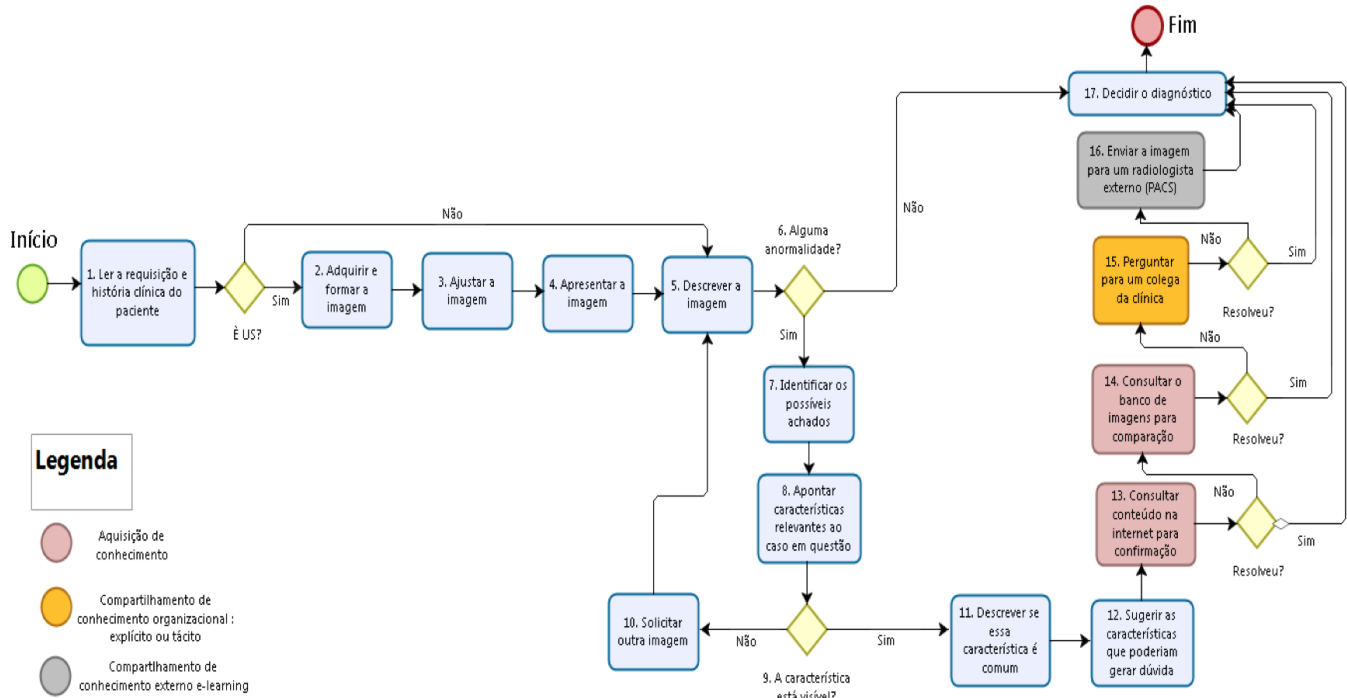 Início
1. Ler a requisição e
história clínica do
paciente
È US?
Sim
Não
2. Adquirir e
formar a
imagem
3. Ajustar a
imagem
4. Apresentar a
imagem
5. Descrever a
imagem
6. Alguma
anormalidade?
Não
Sim
7. Identificar os
possíveis
achados
8. Apontar
características
relevantes ao
caso em questão
9. A característica
está visível?
Não
10. Solicitar
outra imagem
Sim
11. Descrever se
essa
característica é
comum
12. Sugerir as
características
que poderiam
gerar dúvida
13. Consultar
conteúdo na
internet para
confirmação
Resolveu?
Não
Sim
14. Consultar o
banco de
imagens para
comparação
Resolveu?
Não
Sim
15. Perguntar
para um colega
da clínica
Resolveu?
Não
Sim
16. Enviar a imagem
para um radiologista
externo (PACS)
17. Decidir o diagnóstico
Fim
Legenda
Aquisição de
conhecimento
Compartilhamento de
conhecimento organizacional :
explícito ou tácito
Compartlhamento de
conhecimento externo e-learning